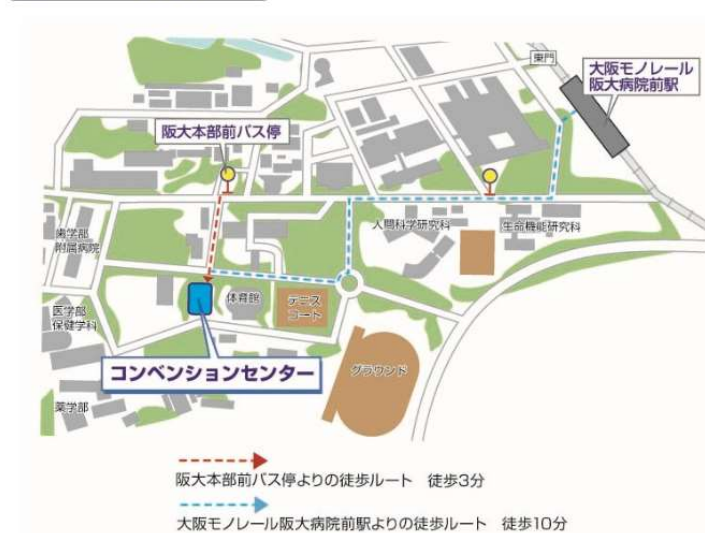 東門
大阪モノレール
阪大病院前駅
阪大本部前バス停
人間科学研究科
生命機能研究科
歯学部
附属病院
体育館
テニス
コート
医学部
保健学科
コンベンションセンター
グラウンド
薬学部
阪大本部前バス停よりの徒歩ルート 徒歩3分
大阪モノレール阪大病院前駅よりの徒歩ルート 徒歩10分